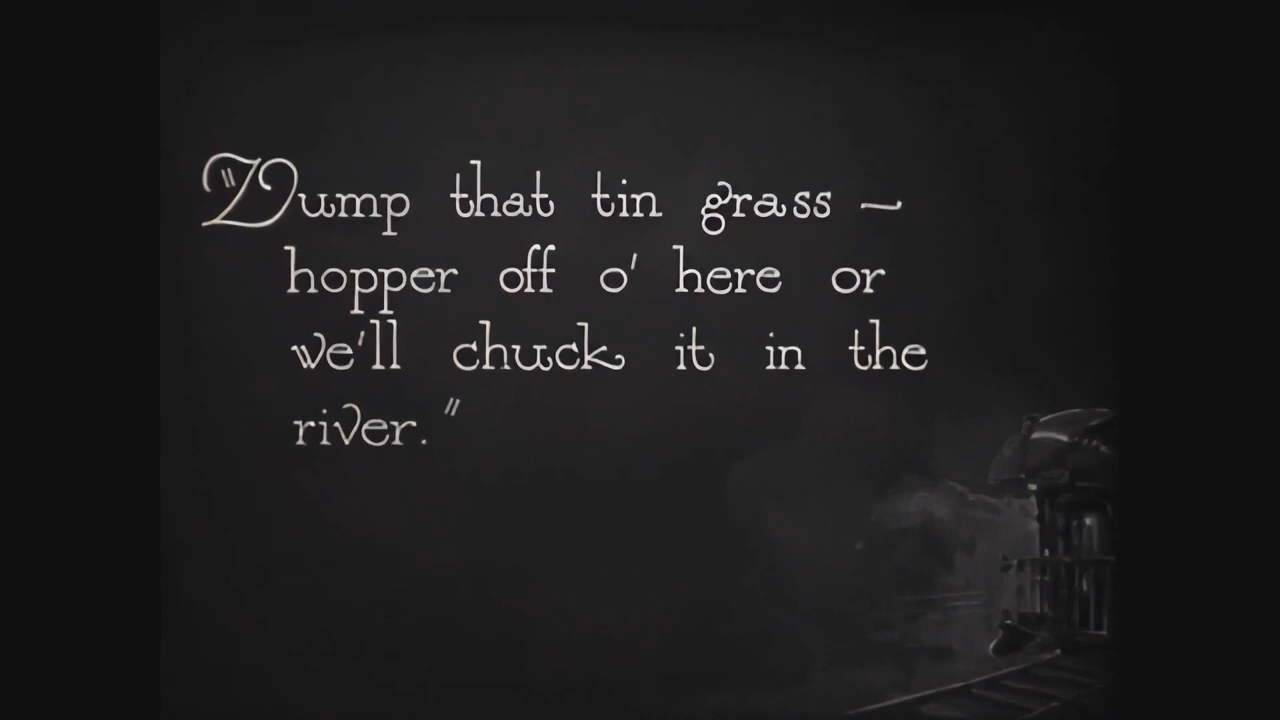 "Dump that tin grass —
hopper off o' here or
we'll chuck it in the
river."